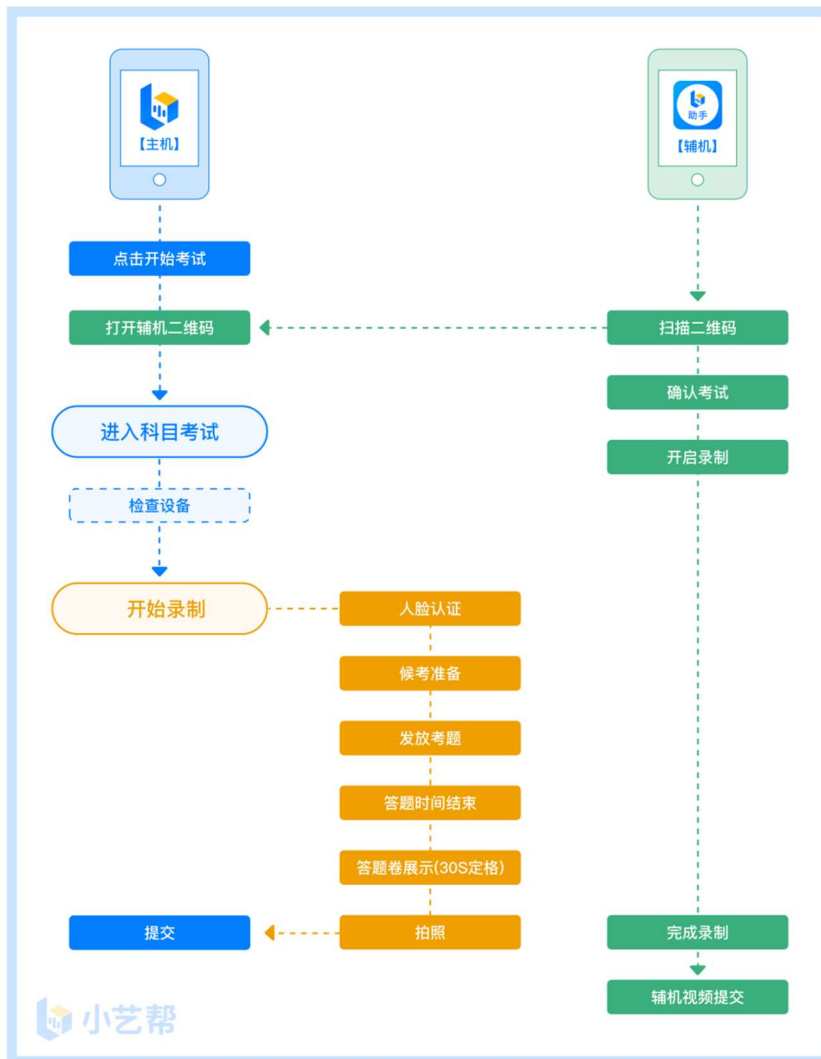 【主机】
助手
【辅机】
点击开始考试
打开辅机二维码
扫描二维码
确认考试
进入科目考试
开启录制
检查设备
开始录制
人脸认证
候考准备
发放考题
答题时间结束
答题卷展示(30S定格)
提交
拍照
完成录制
辅机视频提交
小艺帮